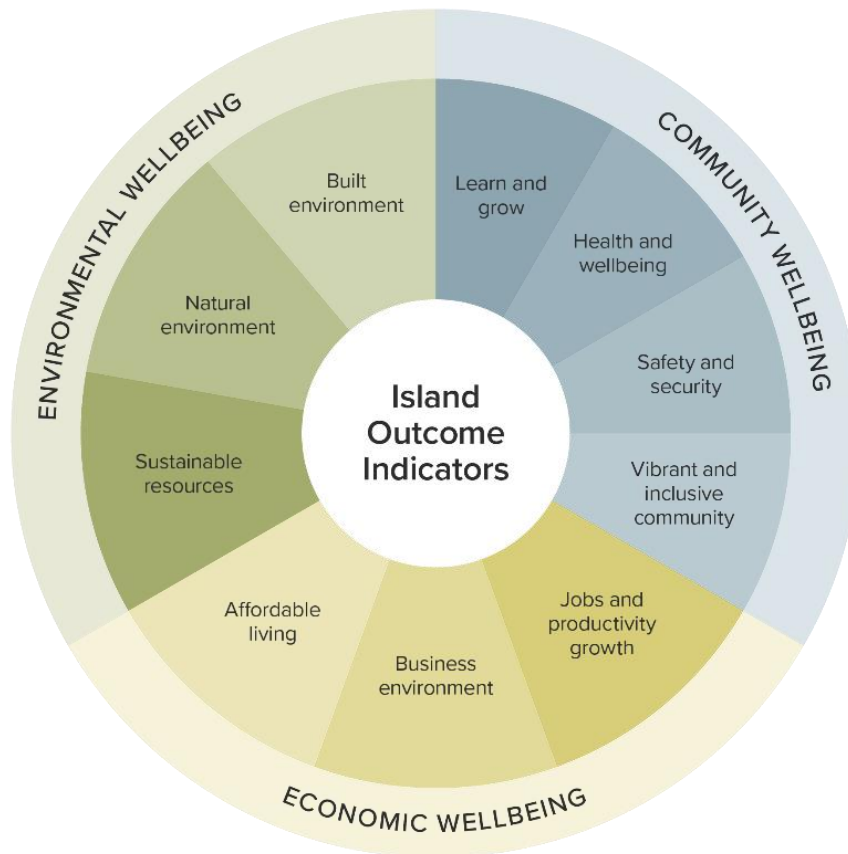 Island
Outcome
Indicators
COMMUNITY WELLBEING
Learn and
grow
Health and
wellbeing
Safety and
security
Vibrant and
inclusive
community
ECONOMIC WELLBEING
Jobs and
productivity
growth
Business
environment
Affordable
living
ENVIRONMENTAL WELLBEING
Sustainable
resources
Natural
environment
Built
environment